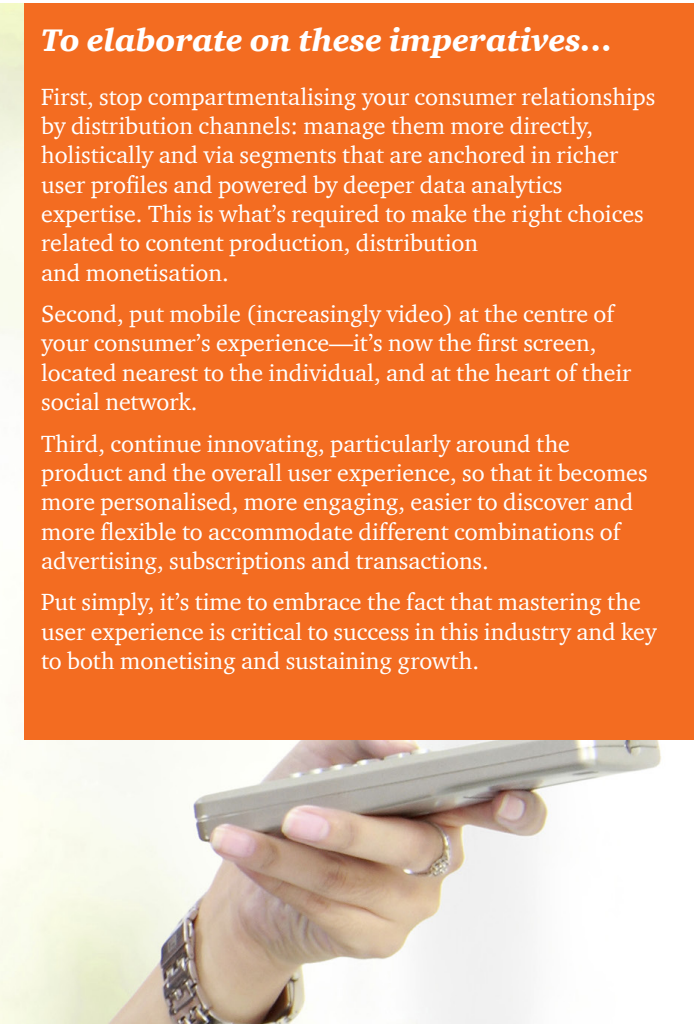 To elaborate on these imperatives...
First, stop compartmentalising your consumer relationships
by distribution channels: manage them more directly,
holistically and via segments that are anchored in richer
user profiles and powered by deeper data analytics
expertise. This is what’s required to make the right choices
related to content production, distribution
and monetisation.
Second, put mobile (increasingly video) at the centre of
your consumer’s experience—it’s now the first screen,
located nearest to the individual, and at the heart of their
social network.
Third, continue innovating, particularly around the
product and the overall user experience, so that it becomes
more personalised, more engaging, easier to discover and
more flexible to accommodate different combinations of
advertising, subscriptions and transactions.
Put simply, it’s time to embrace the fact that mastering the
user experience is critical to success in this industry and key
to both monetising and sustaining growth.